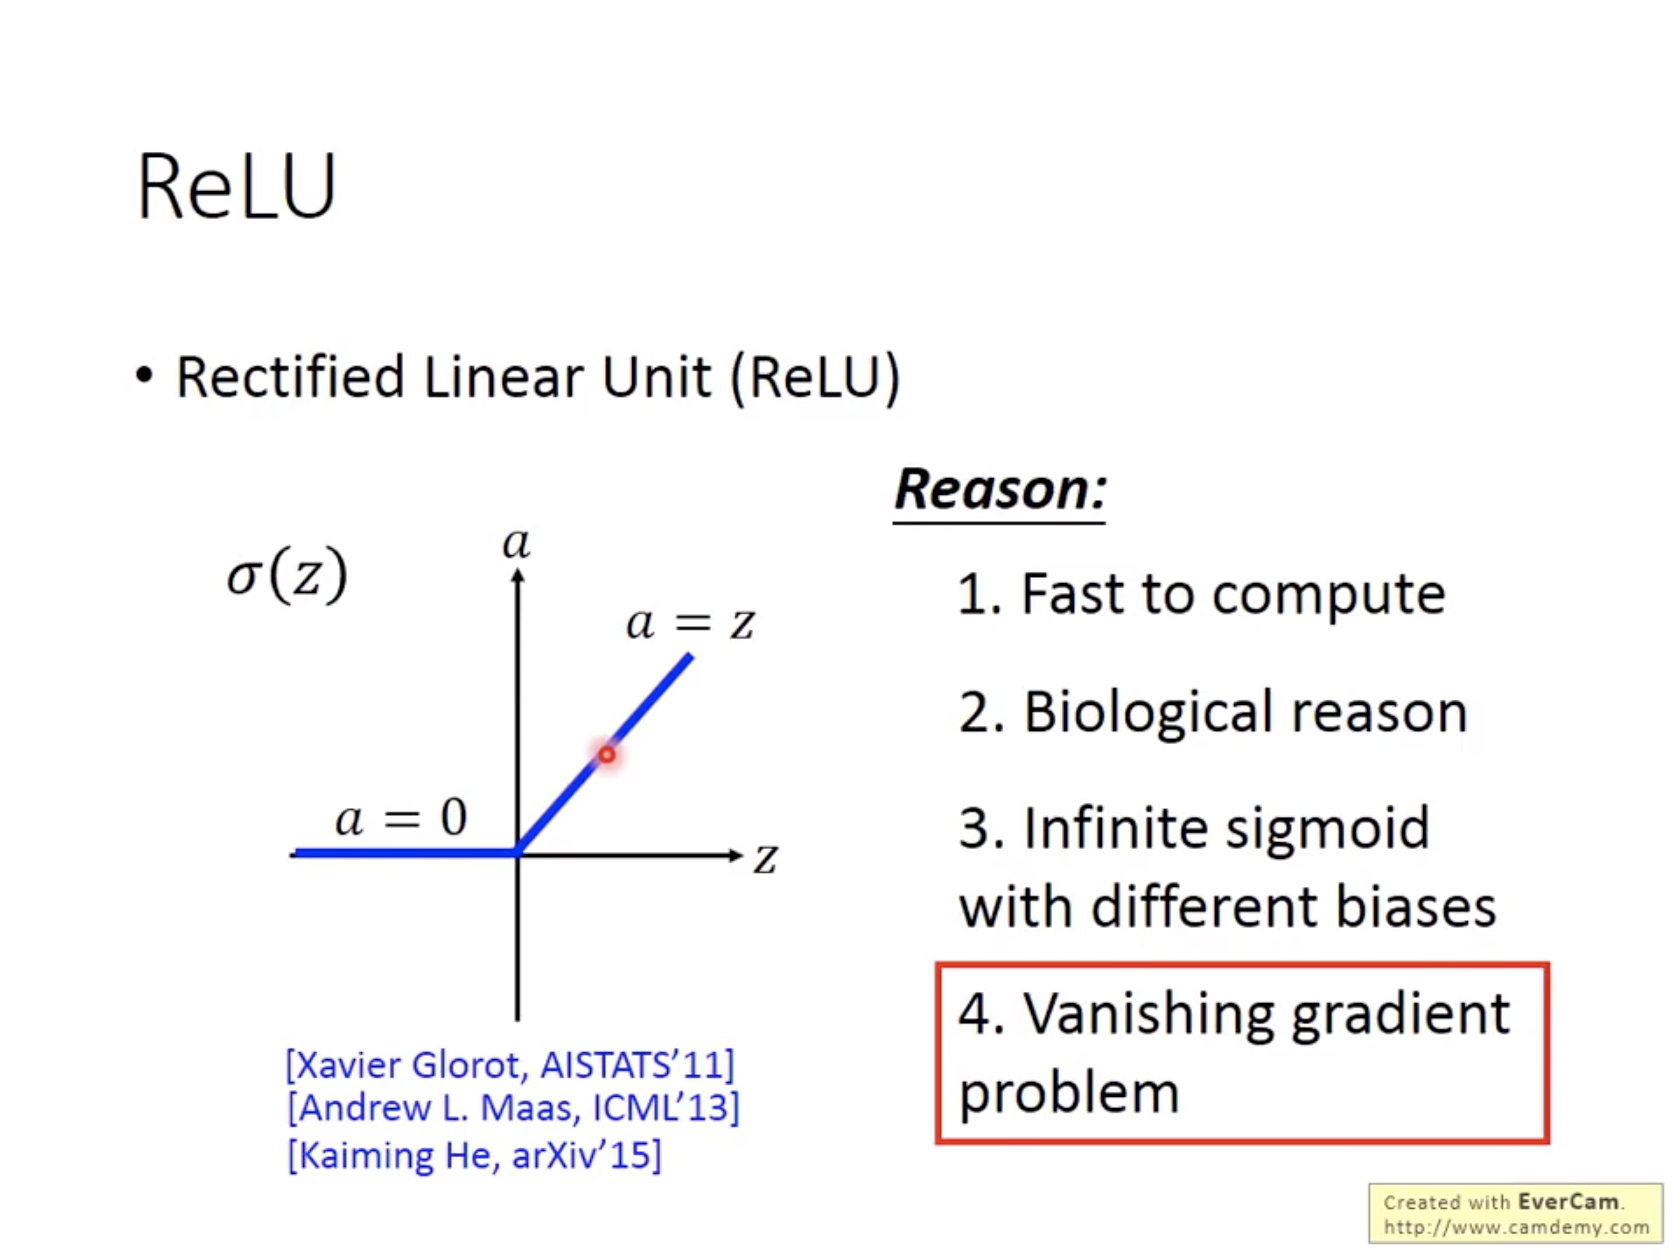 ReLU
• Rectified Linear Unit (ReLU)
σ(z)
a
a = z
a = 0
z
[Xavier Glorot, AISTATS'11]
[Andrew L. Maas, ICML'13]
[Kaiming He, arXiv'15]
Reason:
1. Fast to compute
2. Biological reason
3. Infinite sigmoid
with different biases
4. Vanishing gradient
problem
Created with EverCam.
http://www.camdemy.com